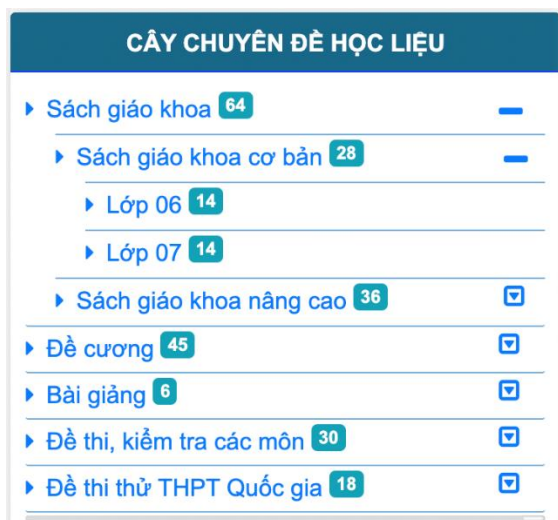 CÂY CHUYÊN ĐỀ HỌC LIỆU
Sách giáo khoa 64
Sách giáo khoa cơ bản 28
Lớp 06 14
Lớp 07 14
Sách giáo khoa nâng cao 36
Đề cương 45
Bài giảng 6
Đề thi, kiểm tra các môn 30
Đề thi thử THPT Quốc gia 18